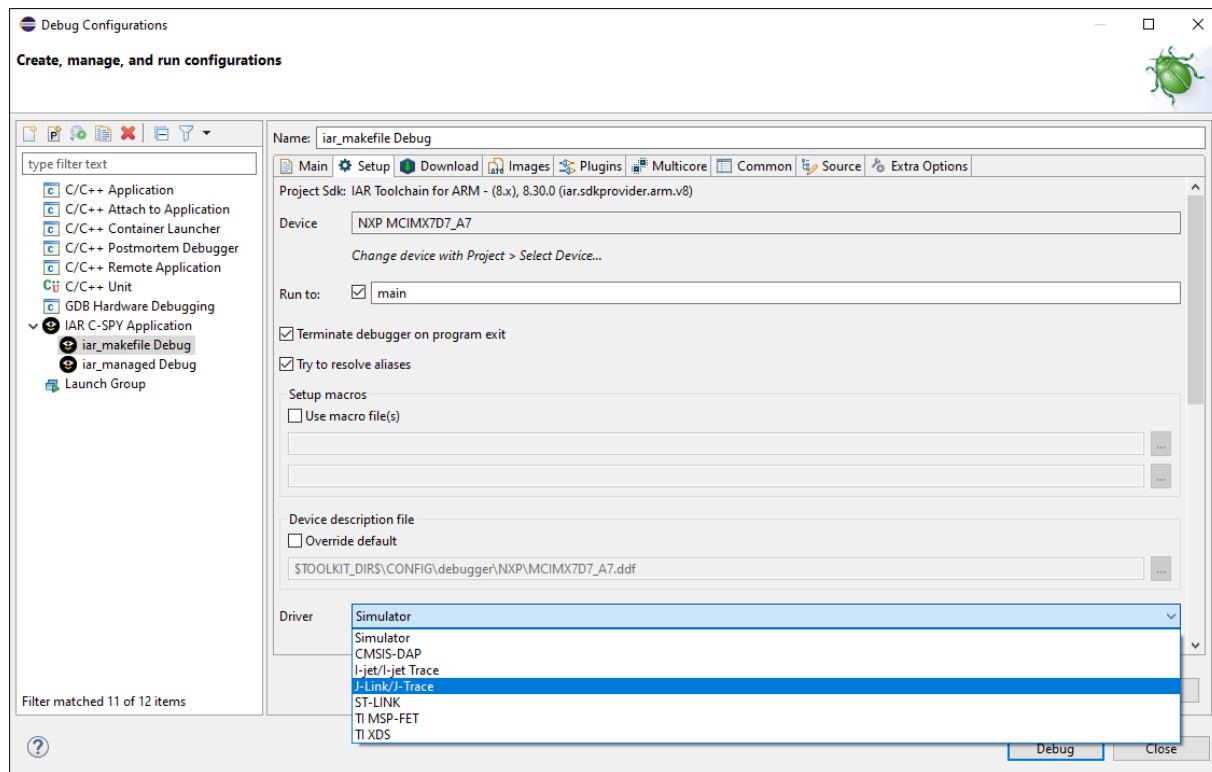 Debug Configurations
Create, manage, and run configurations
type filter text
C/C++ Application
C/C++ Attach to Application
C/C++ Container Launcher
C/C++ Postmortem Debugger
C/C++ Remote Application
C/C++ Unit
GDB Hardware Debugging
IAR C-SPY Application
iar_makefile Debug
iar_managed Debug
Launch Group
Filter matched 11 of 12 items
Name: iar_makefile Debug
Main Setup Download Images Plugins Multicore Common Source Extra Options
Project Sdk: IAR Toolchain for ARM - (8.x), 8.30.0 (iar.sdkprovider.arm.v8)
Device NXP MCIMX7D7_A7
Change device with Project > Select Device...
Run to: main
Terminate debugger on program exit
Try to resolve aliases
Setup macros
Use macro file(s)
...
...
Device description file
Override default
$TOOLKIT_DIR$\CONFIG\debugger\NXP\MCIMX7D7_A7.ddf ...
Driver Simulator
Simulator
CMSIS-DAP
I-jet/I-jet Trace
J-Link/J-Trace
ST-LINK
TI MSP-FET
TI XDS
Debug Close